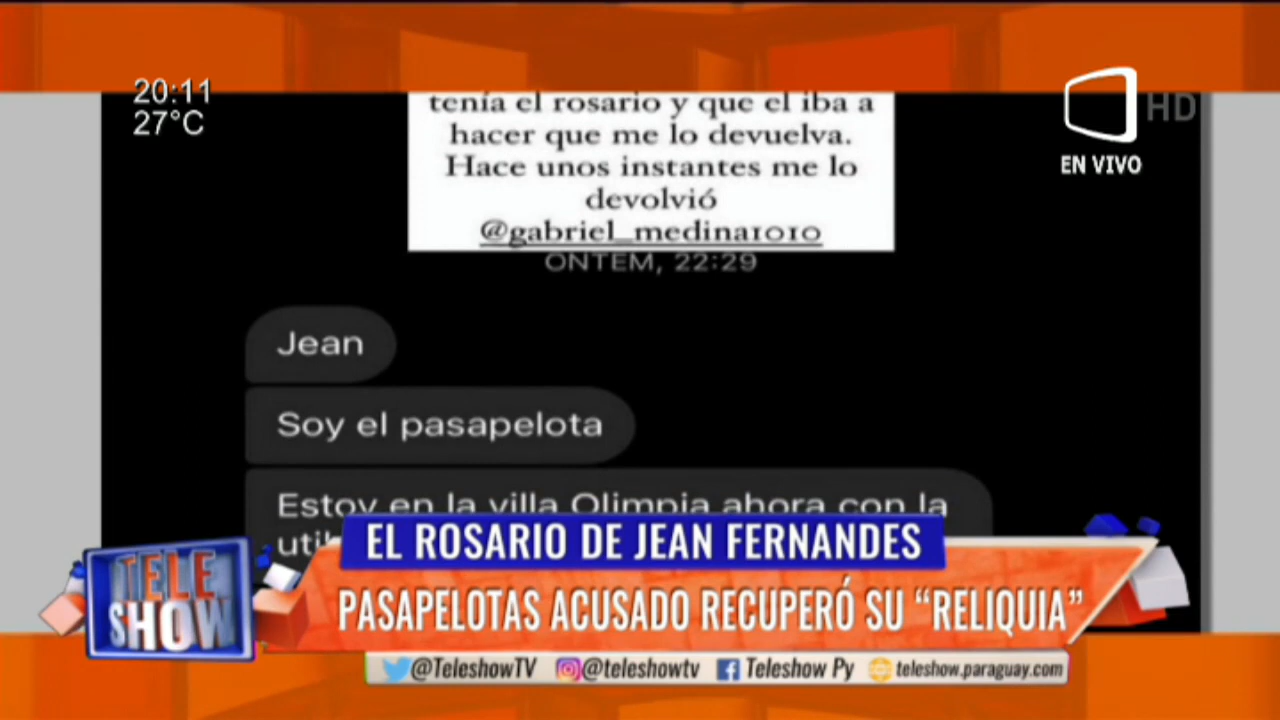 20:11
27°C
HD
EN VIVO
tenía el rosario y que el iba a
hacer que me lo devuelva.
Hace unos instantes me lo
devolvió
@gabriel_medina1010
ONTEM, 22:29
Jean
Soy el pasapelota
Estoy en la villa Olimpia ahora con la
EL ROSARIO DE JEAN FERNANDES
PASAPELOTAS ACUSADO RECUPERÓ SU “RELIQUIA”
TELE
SHOW
@TeleshowTV @teleshowtv Teleshow Py teleshow.paraguay.com